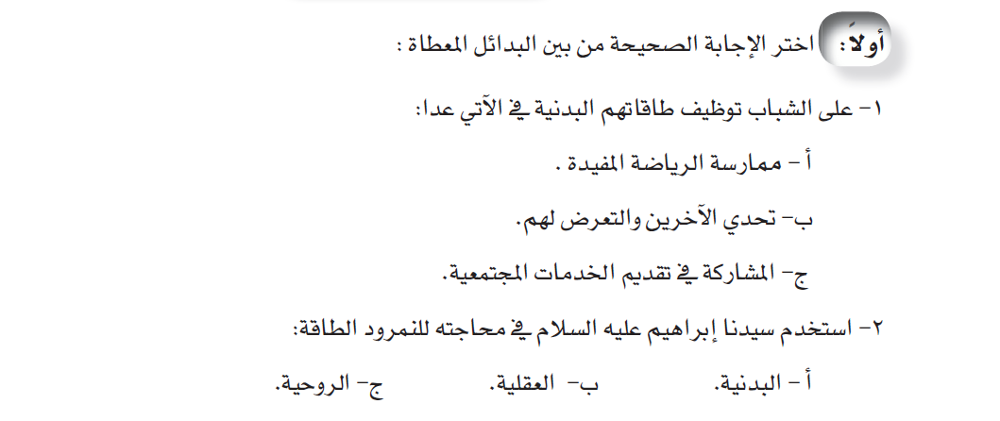 أولاً: اختر الإجابة الصحيحة من بين البدائل المعطاة :
١- على الشباب توظيف طاقاتهم البدنية في الآتي عدا:
أ - ممارسة الرياضة المفيدة .
ب- تحدي الآخرين والتعرض لهم.
ج- المشاركة في تقديم الخدمات المجتمعية.
٢- استخدم سيدنا إبراهيم عليه السلام في محاجته للنمرود الطاقة:
أ - البدنية. ب- العقلية. ج- الروحية.